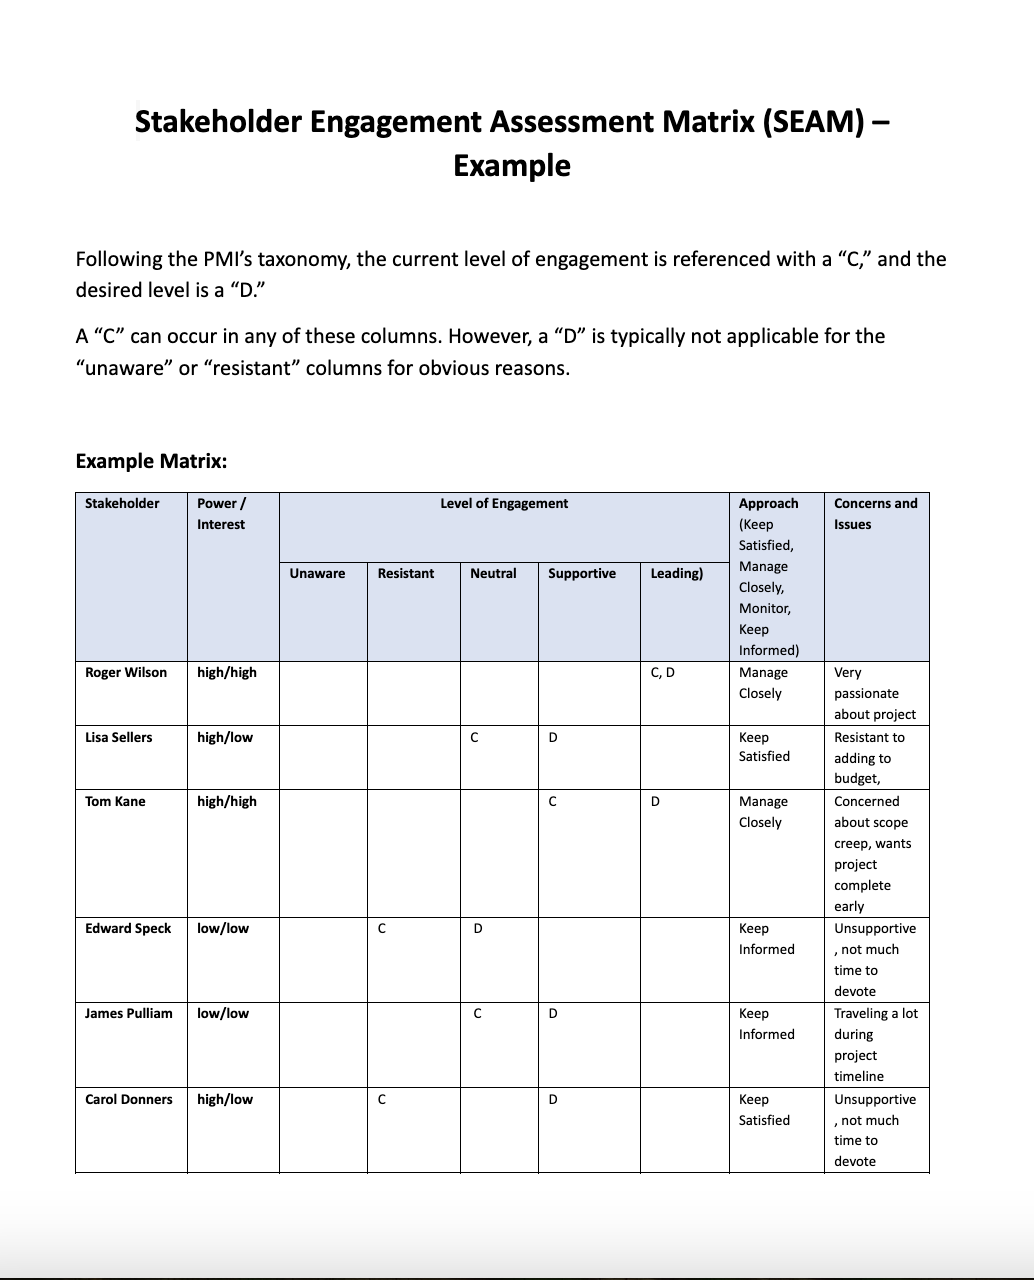 Stakeholder Engagement Assessment Matrix (SEAM) –
Example
Following the PMI’s taxonomy, the current level of engagement is referenced with a “C,” and the
desired level is a “D.”
A “C” can occur in any of these columns. However, a “D” is typically not applicable for the
“unaware” or “resistant” columns for obvious reasons.
Example Matrix:
Stakeholder
Power /
Interest
Level of Engagement
Approach
(Keep
Satisfied,
Manage
Closely,
Monitor,
Keep
Informed)
Concerns and
Issues
Unaware
Resistant
Neutral
Supportive
Leading)
Roger Wilson
high/high
C, D
Manage
Closely
Very
passionate
about project
Lisa Sellers
high/low
C
D
Keep
Satisfied
Resistant to
adding to
budget,
Tom Kane
high/high
C
D
Manage
Closely
Concerned
about scope
creep, wants
project
complete
early
Edward Speck
low/low
C
D
Keep
Informed
Unsupportive
, not much
time to
devote
James Pulliam
low/low
C
D
Keep
Informed
Traveling a lot
during
project
timeline
Carol Donners
high/low
C
D
Keep
Satisfied
Unsupportive
, not much
time to
devote